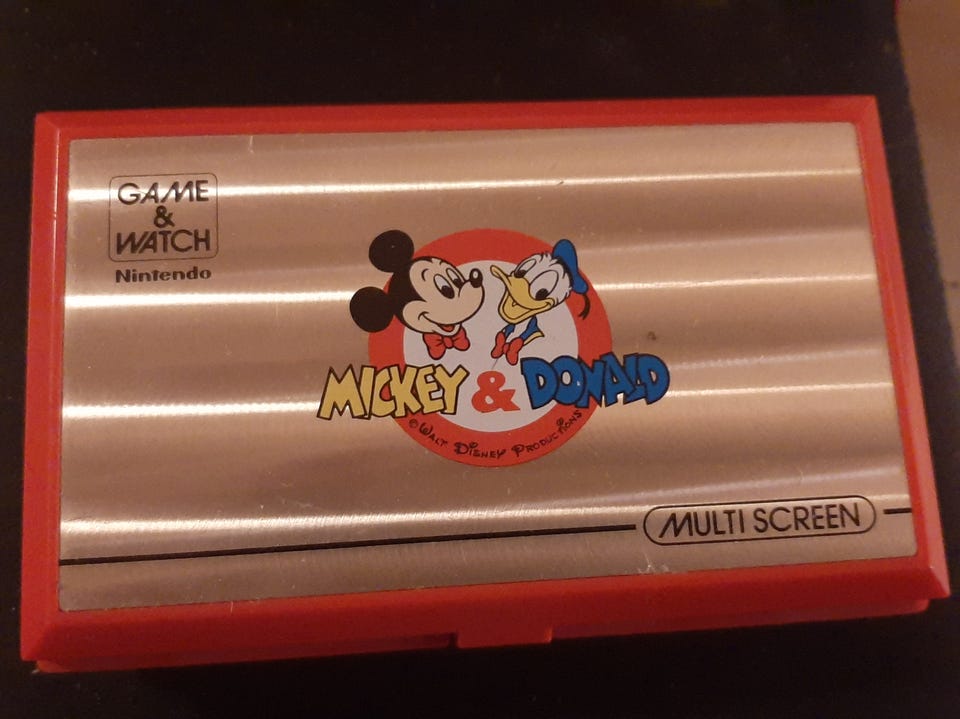 GAME
&
WATCH
Nintendo
MICKEY & DONALD
© WALT DISNEY PRODUCTIONS
MULTI SCREEN